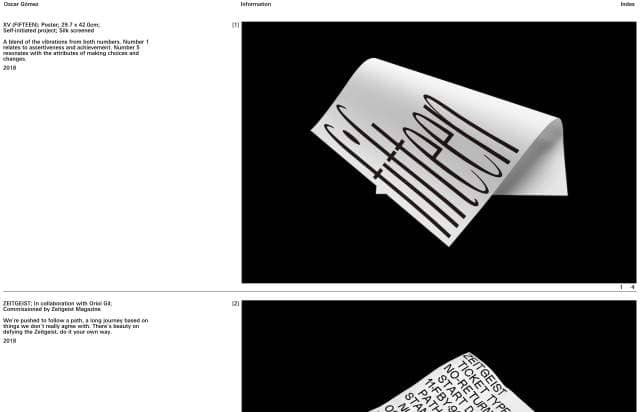 Oscar Gómez
Information
Index
XV (FIFTEEN); Poster; 29.7 x 42.0cm;
Self-initiated project; Silk screened
A blend of the vibrations from both numbers. Number 1
relates to assertiveness and achievement. Number 5
resonates with the attributes of making choices and
changes.
2018
[1]
fifteen
1 4
ZEITGEIST; In collaboration with Oriol Gil;
Commissioned by Zeitgeist Magazine
We're pushed to follow a path, a long journey based on
things we don't really agree with. There's beauty on
defying the Zeitgeist, do it your own way.
2018
[2]
ZEITGEIST
TICKET TYPE
NO-RETURN
START D
PATH
STAN